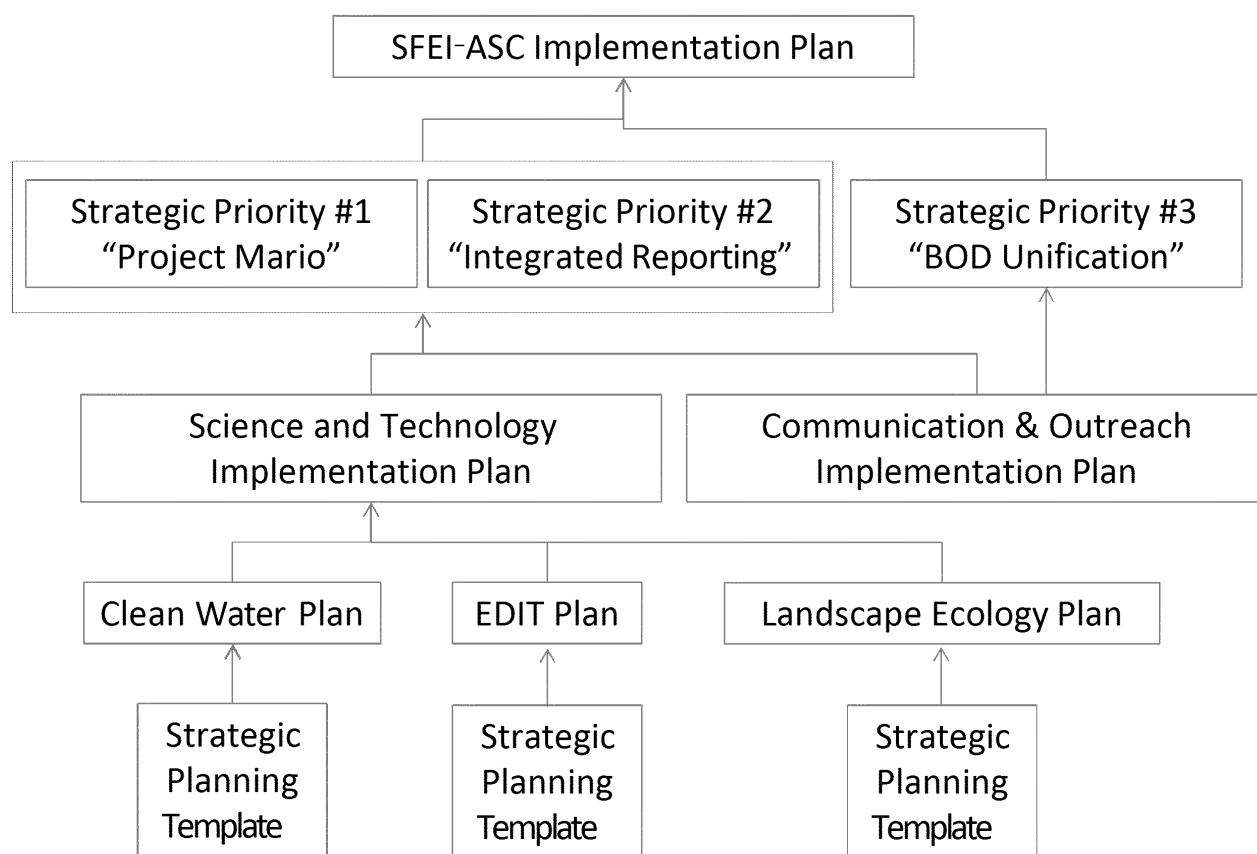 SFEI-ASC Implementation Plan
Strategic Priority #1
“Project Mario”
Strategic Priority #2
“Integrated Reporting”
Strategic Priority #3
“BOD Unification”
Science and Technology
Implementation Plan
Communication & Outreach
Implementation Plan
Clean Water Plan
EDIT Plan
Landscape Ecology Plan
Strategic
Planning
Template
Strategic
Planning
Template
Strategic
Planning
Template